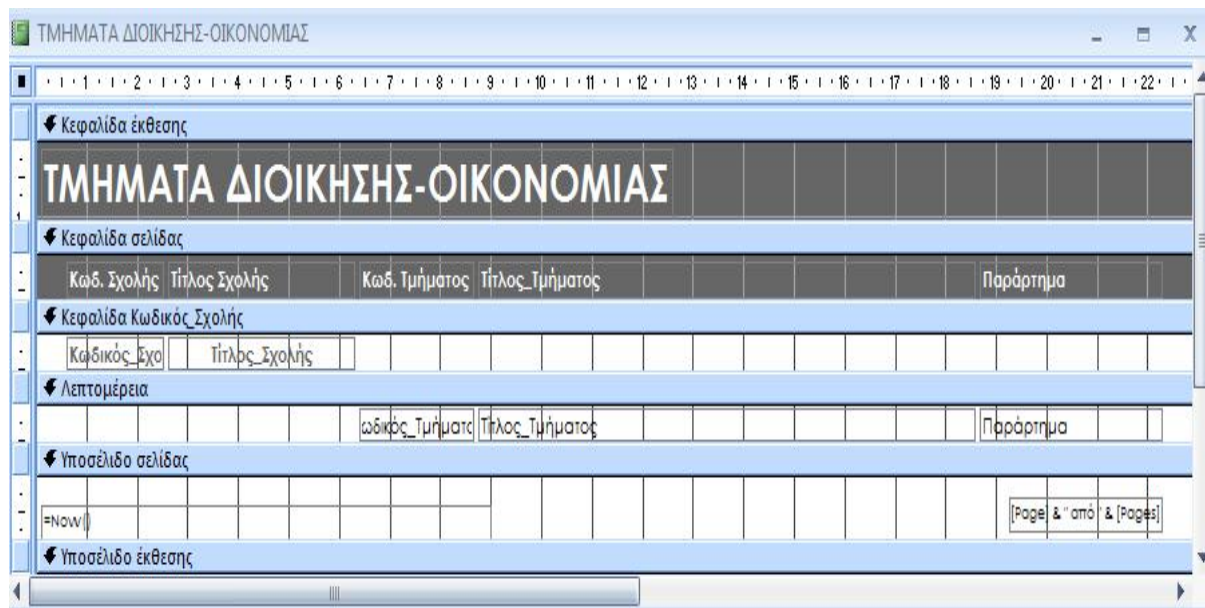 ΤΜΗΜΑΤΑ ΔΙΟΙΚΗΣΗΣ-ΟΙΚΟΝΟΜΙΑΣ
1 2 3 4 5 6 7 8 9 10 11 12 13 14 15 16 17 18 19 20 21 22
Κεφαλίδα έκθεσης
ΤΜΗΜΑΤΑ ΔΙΟΙΚΗΣΗΣ-ΟΙΚΟΝΟΜΙΑΣ
1
Κεφαλίδα σελίδας
Κωδ. Σχολής Τίτλος Σχολής Κωδ. Τμήματος Τίτλος_Τμήματος Παράρτημα
Κεφαλίδα Κωδικός_Σχολής
Κωδικός_Σχο Τίτλος_Σχολής
Λεπτομέρεια
ωδικός_Τμήματο Τίτλος_Τμήματος Παράρτημα
Υποσέλιδο σελίδας
=Now() [Page] & " από " & [Pages]
Υποσέλιδο έκθεσης